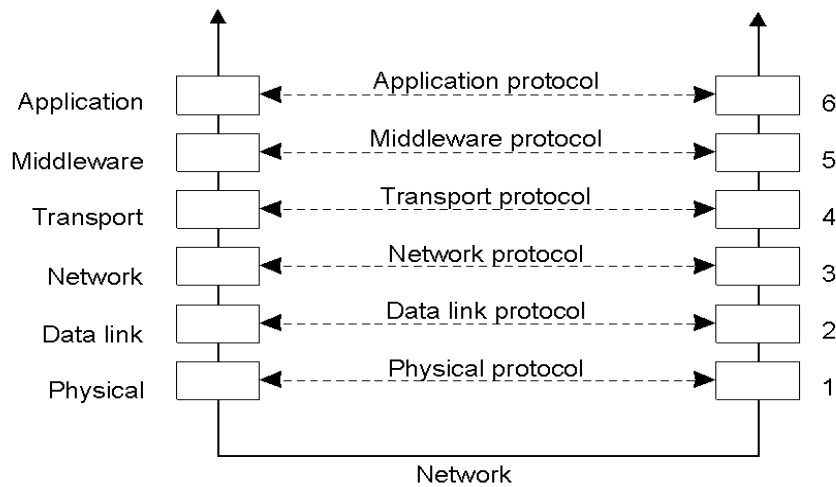 Application Application protocol 6
Middleware Middleware protocol 5
Transport Transport protocol 4
Network Network protocol 3
Data link Data link protocol 2
Physical Physical protocol 1
Network